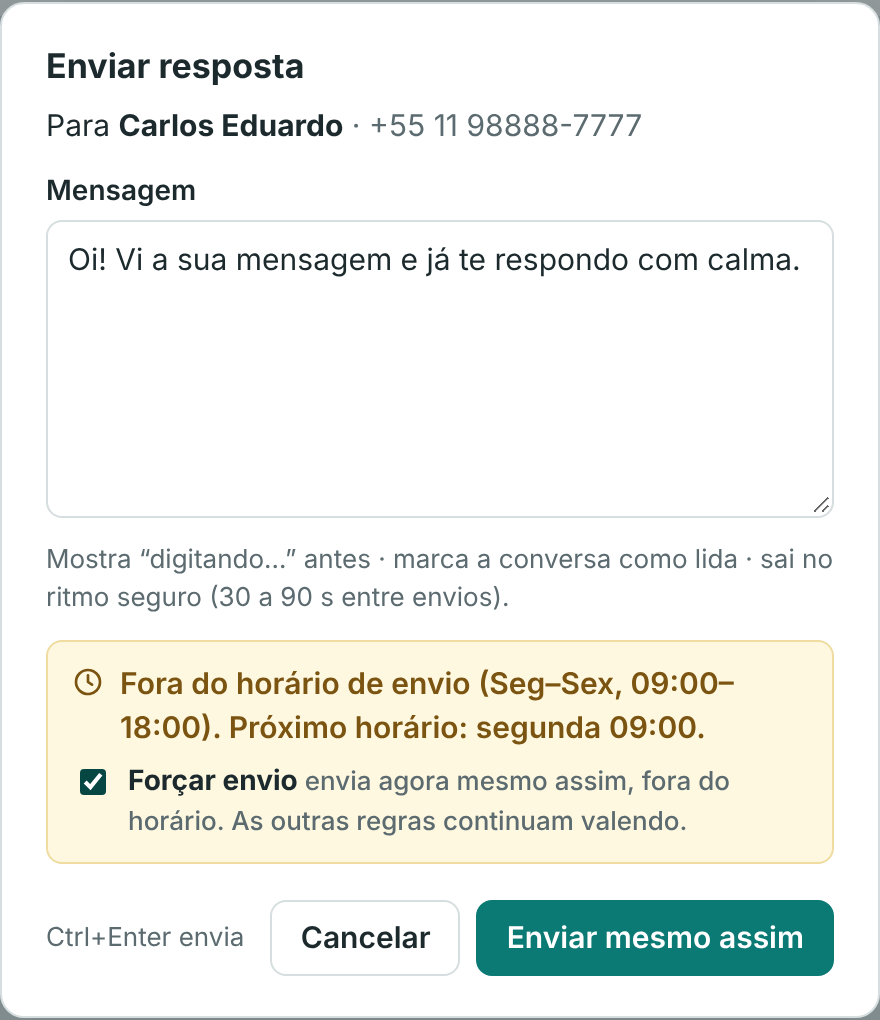 Enviar resposta
Para Carlos Eduardo · +55 11 98888-7777
Mensagem
Oi! Vi a sua mensagem e já te respondo com calma.
Mostra “digitando...” antes · marca a conversa como lida · sai no
ritmo seguro (30 a 90 s entre envios).
Fora do horário de envio (Seg–Sex, 09:00–
18:00). Próximo horário: segunda 09:00.
Forçar envio envia agora mesmo assim, fora do
horário. As outras regras continuam valendo.
Ctrl+Enter envia
Cancelar
Enviar mesmo assim